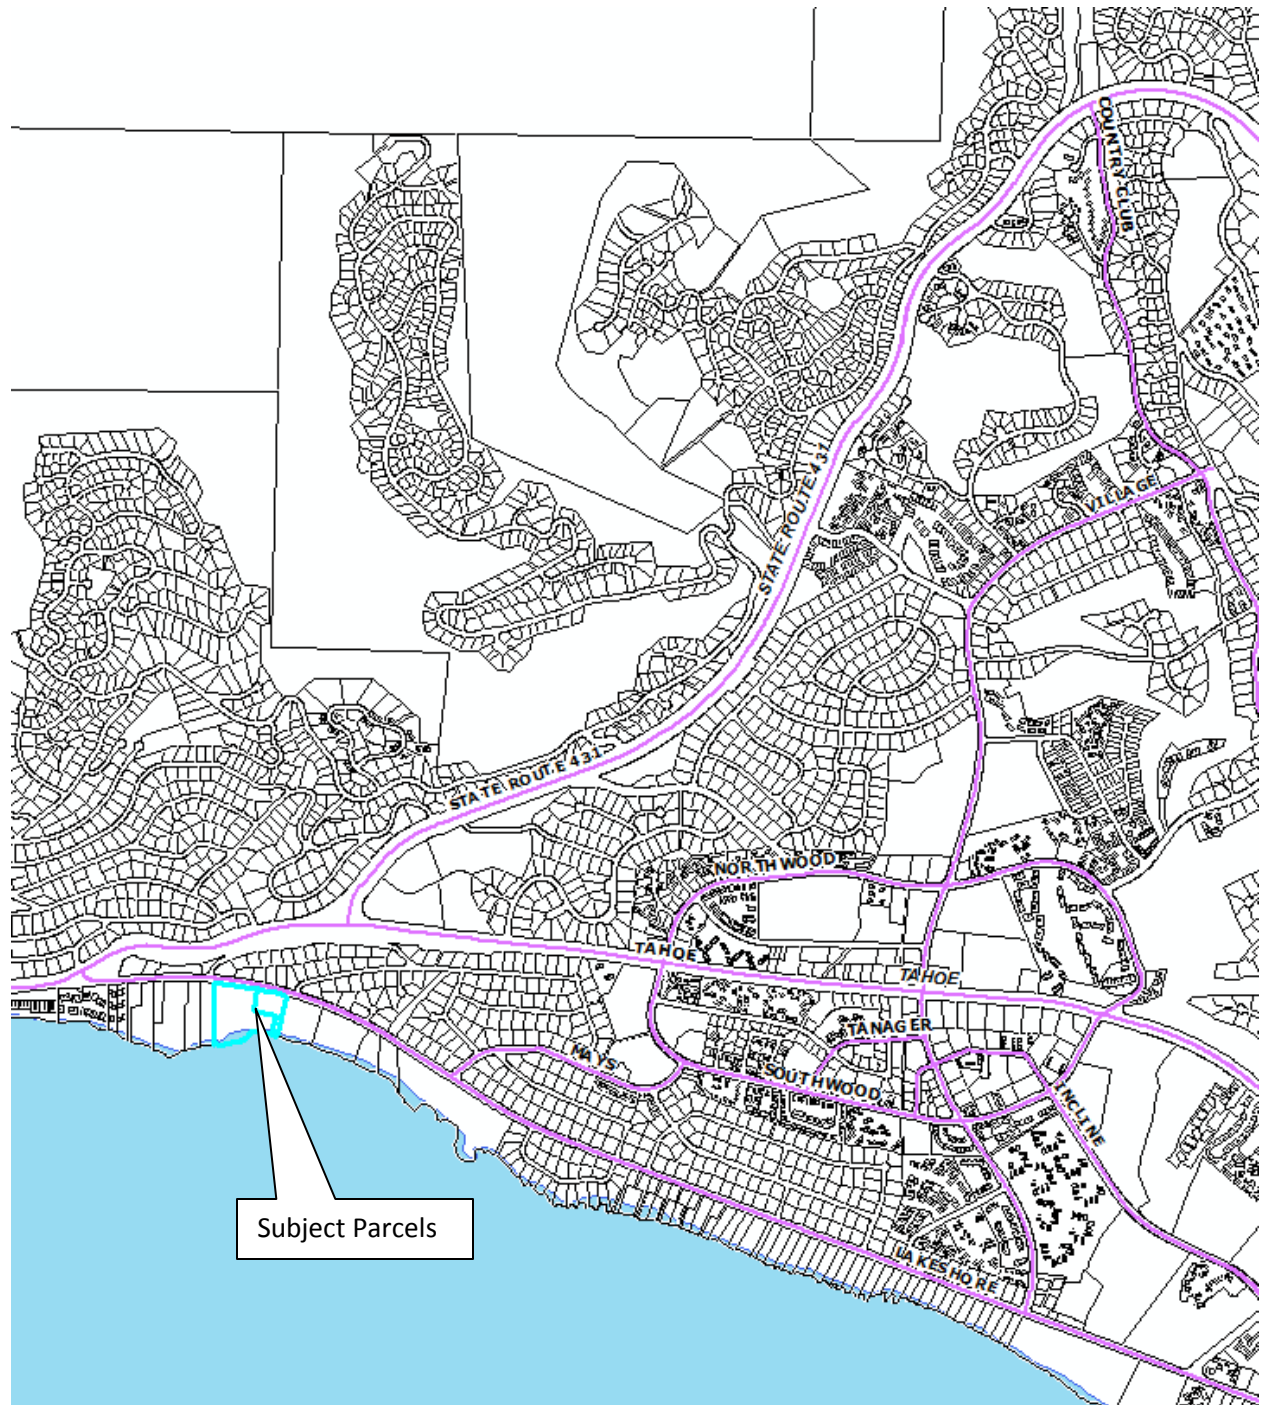 COUNTRY CLUB
VILLAGE
STATE ROUTE 431
STATE ROUTE 431
NORTHWOOD
TAHOE
TAHOE
TANAGER
MAYS
SOUTHWOOD
INCLINE
Subject Parcels
LAKESHORE